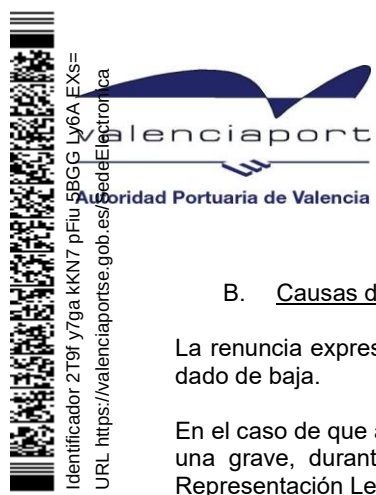 Identificador 2T9f y7ga kKN7 pFiu 5BGG Ly6A EXs=
URL https://valenciaportse.gob.es/SedeElectronica
valenciaport
Autoridad Portuaria de Valencia
B. Causas d
La renuncia expres
dado de baja.
En el caso de que a
una grave, durant
Representación Le